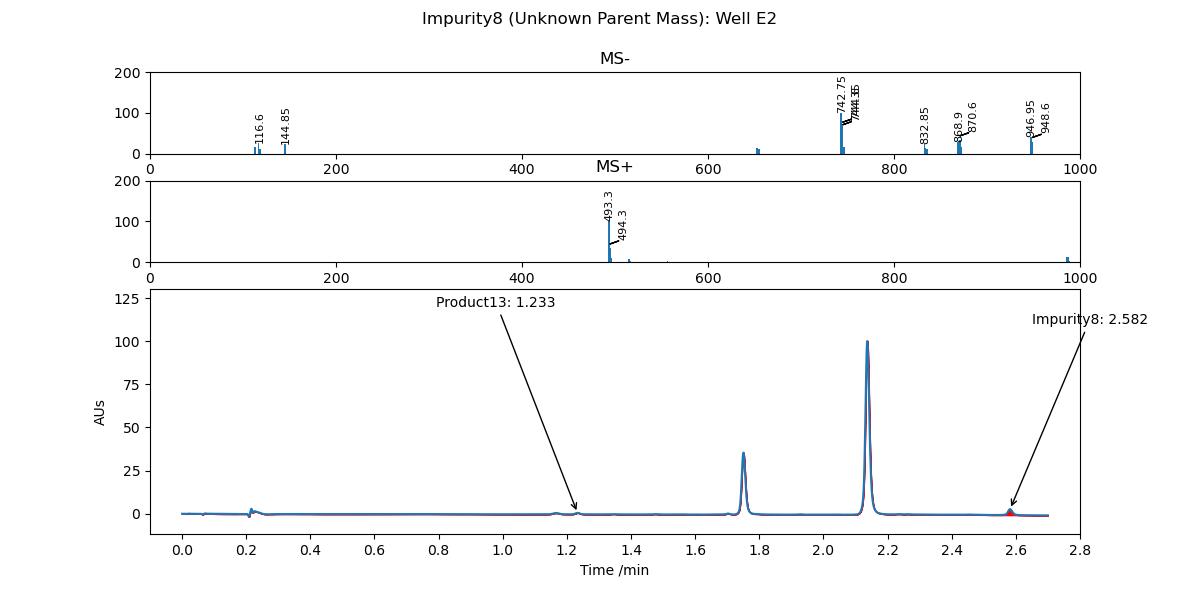 Impurity8 (Unknown Parent Mass): Well E2
MS-
200
100
0
116.6
144.85
742.75
832.85
868.9
870.6
946.95
948.6
0 200 400 600 800 1000
MS+
200
100
0
493.3
494.3
0 200 400 600 800 1000
Product13: 1.233
Impurity8: 2.582
125
100
75
50
25
0
AUs
0.0 0.2 0.4 0.6 0.8 1.0 1.2 1.4 1.6 1.8 2.0 2.2 2.4 2.6 2.8
Time /min